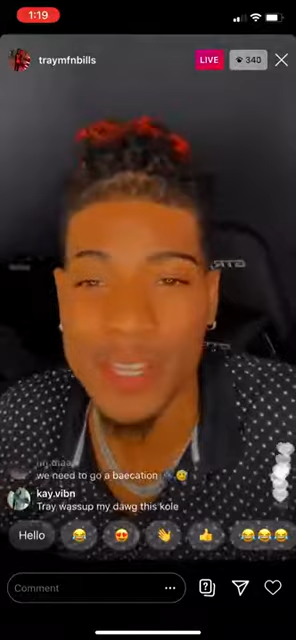 1:19
traymfnbills
LIVE
340
GTR
we need to go a baecation
kay.vibn
Tray wassup my dawg this kole
Hello
Comment